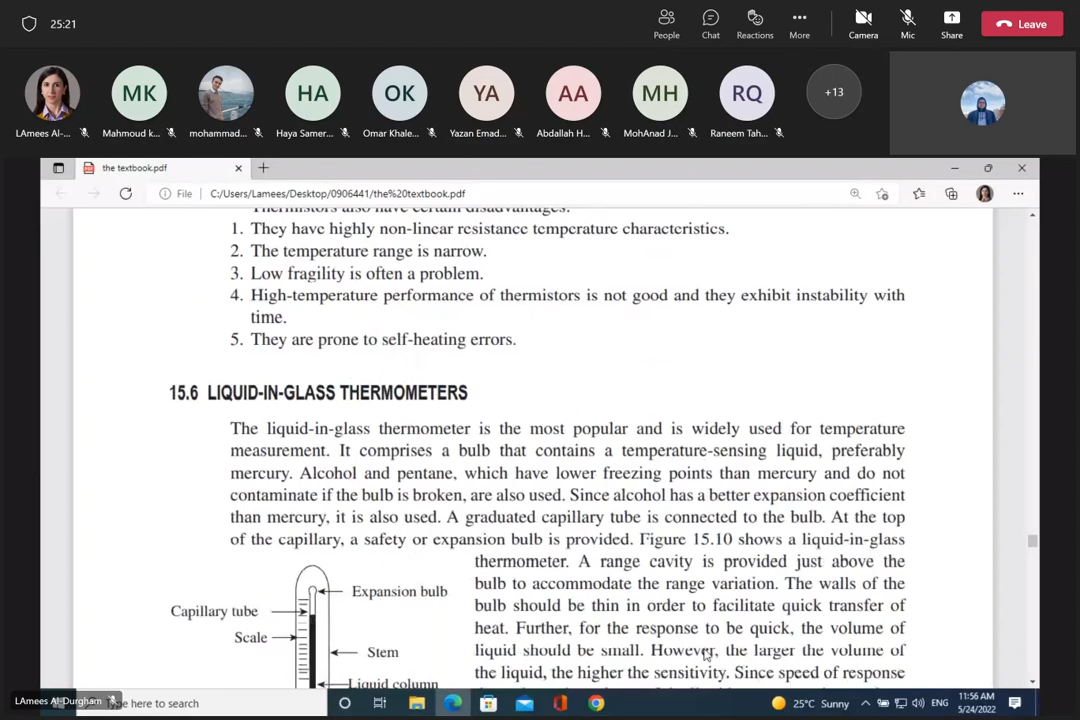 25:21
People
Chat
Reactions
More
Camera
Mic
Share
Leave
MK
HA
OK
YA
AA
MH
RQ
+13
LAmees Al-...
Mahmoud k...
mohammad...
Haya Samer...
Omar Khale...
Yazan Emad...
Abdallah H...
MohAnad J...
Raneem Tah...
the textbook.pdf
File
C:/Users/Lamees/Desktop/0906441/the%20textbook.pdf
Thermistors also have certain disadvantages.
1. They have highly non-linear resistance temperature characteristics.
2. The temperature range is narrow.
3. Low fragility is often a problem.
4. High-temperature performance of thermistors is not good and they exhibit instability with
time.
5. They are prone to self-heating errors.
15.6 LIQUID-IN-GLASS THERMOMETERS
The liquid-in-glass thermometer is the most popular and is widely used for temperature
measurement. It comprises a bulb that contains a temperature-sensing liquid, preferably
mercury. Alcohol and pentane, which have lower freezing points than mercury and do not
contaminate if the bulb is broken, are also used. Since alcohol has a better expansion coefficient
than mercury, it is also used. A graduated capillary tube is connected to the bulb. At the top
of the capillary, a safety or expansion bulb is provided. Figure 15.10 shows a liquid-in-glass
thermometer. A range cavity is provided just above the
bulb to accommodate the range variation. The walls of the
bulb should be thin in order to facilitate quick transfer of
heat. Further, for the response to be quick, the volume of
liquid should be small. However, the larger the volume of
the liquid, the higher the sensitivity. Since speed of response
Expansion bulb
Capillary tube
Scale
Stem
Liquid column
LAmees Al-Durgham
here to search
25°C Sunny
ENG
11:56 AM
5/24/2022